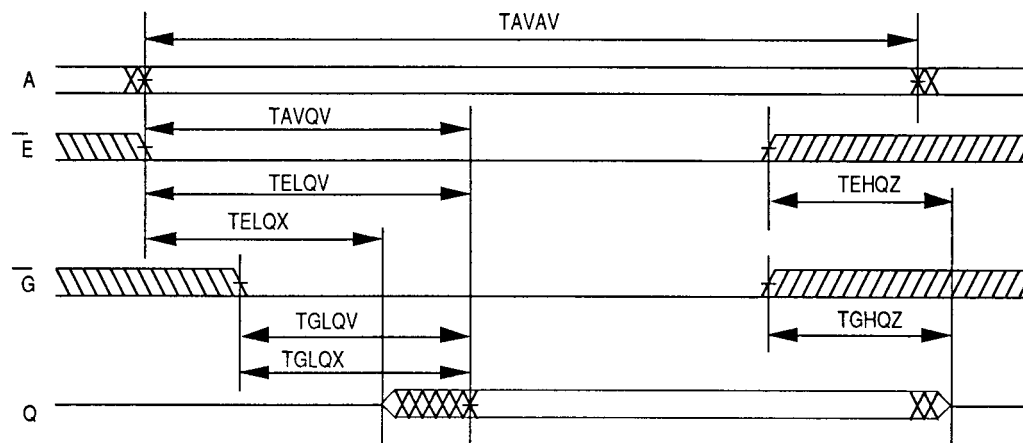 TAVAV
A
TAVQV
E̅
TELQV
TEHQZ
TELQX
G̅
TGLQV
TGHQZ
TGLQX
Q